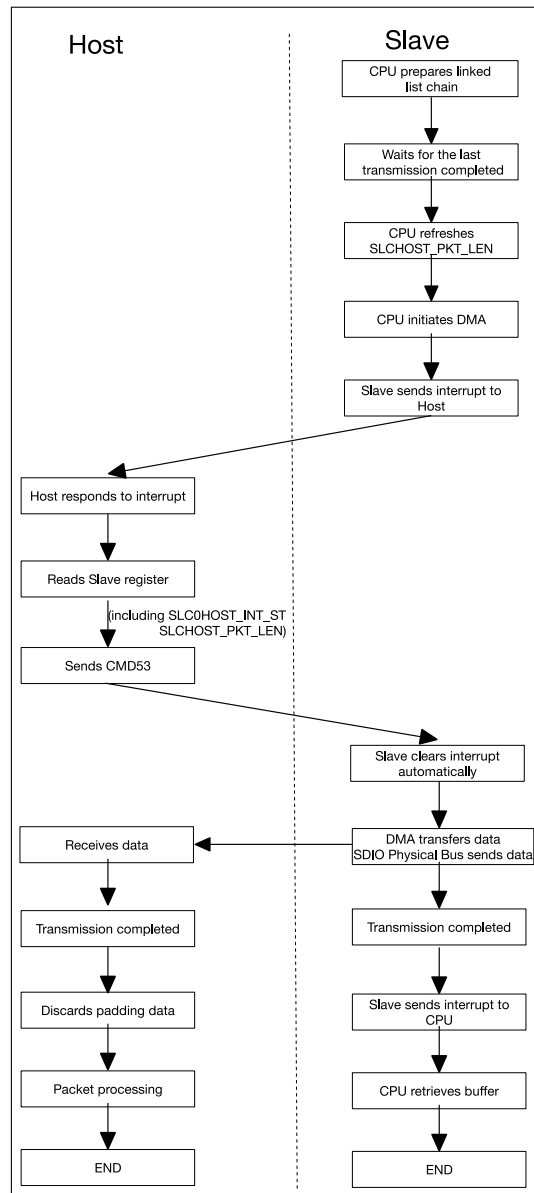 Host
Slave
CPU prepares linked
list chain
Waits for the last
transmission completed
CPU refreshes
SLCHOST_PKT_LEN
CPU initiates DMA
Slave sends interrupt to
Host
Host responds to interrupt
Reads Slave register
(including SLC0HOST_INT_ST
SLCHOST_PKT_LEN)
Sends CMD53
Slave clears interrupt
automatically
Receives data
DMA transfers data
SDIO Physical Bus sends data
Transmission completed
Transmission completed
Discards padding data
Slave sends interrupt to
CPU
Packet processing
CPU retrieves buffer
END
END